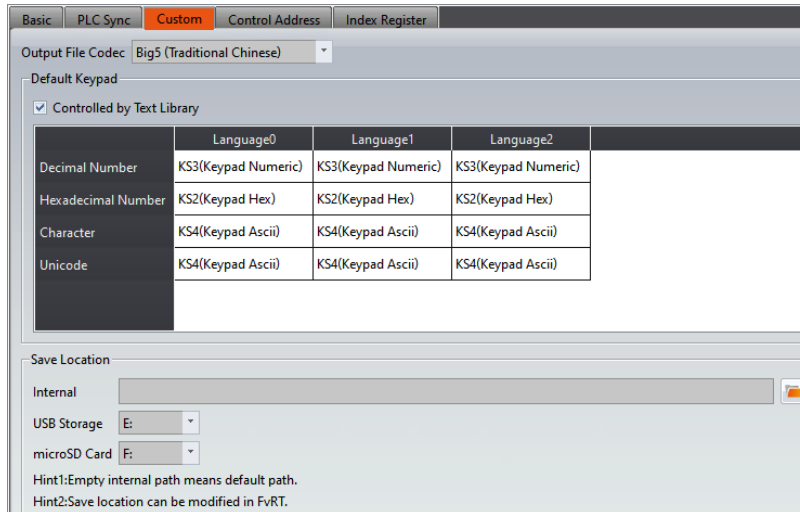 Basic PLC Sync Custom Control Address Index Register
Output File Codec Big5 (Traditional Chinese)
Default Keypad
Controlled by Text Library
Language0 Language1 Language2
Decimal Number KS3(Keypad Numeric) KS3(Keypad Numeric) KS3(Keypad Numeric)
Hexadecimal Number KS2(Keypad Hex) KS2(Keypad Hex) KS2(Keypad Hex)
Character KS4(Keypad Ascii) KS4(Keypad Ascii) KS4(Keypad Ascii)
Unicode KS4(Keypad Ascii) KS4(Keypad Ascii) KS4(Keypad Ascii)
Save Location
Internal
USB Storage E:
microSD Card F:
Hint1:Empty internal path means default path.
Hint2:Save location can be modified in FvRT.